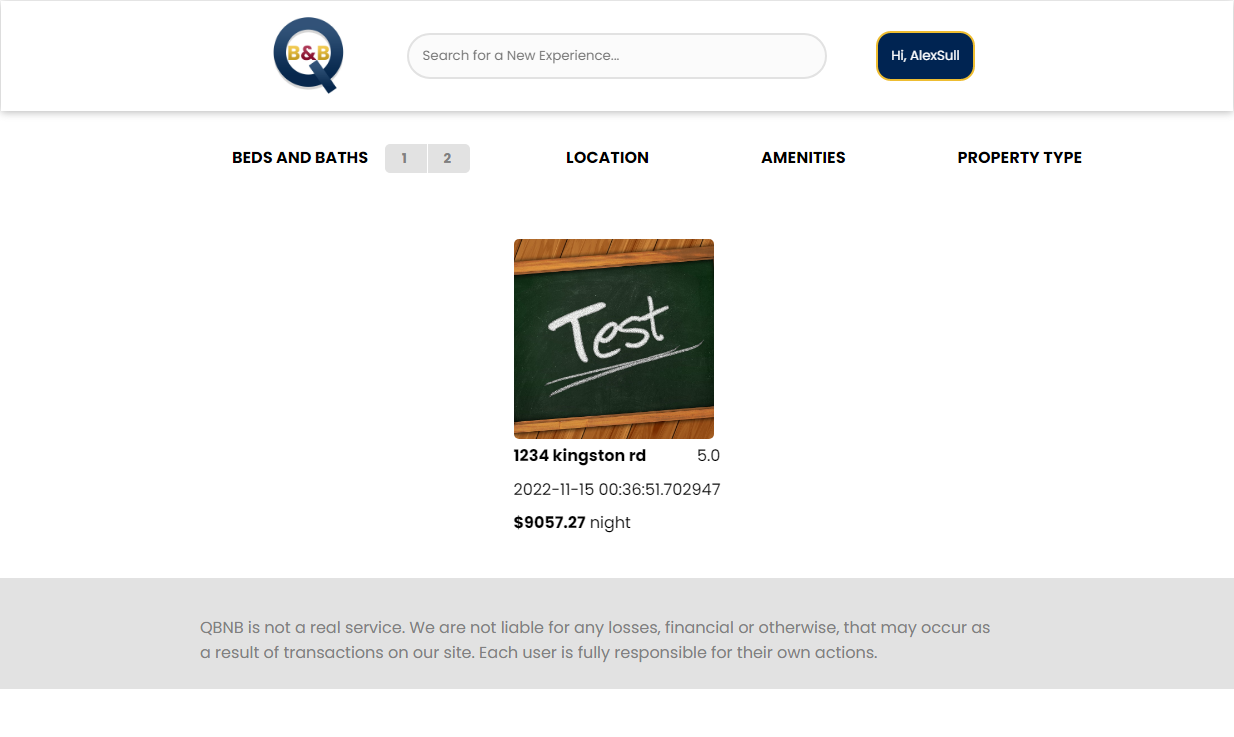 B&B
Search for a New Experience...
Hi, AlexSull
BEDS AND BATHS 1 2 LOCATION AMENITIES PROPERTY TYPE
Test
1234 kingston rd 5.0
2022-11-15 00:36:51.702947
$9057.27 night
QBNB is not a real service. We are not liable for any losses, financial or otherwise, that may occur as
a result of transactions on our site. Each user is fully responsible for their own actions.